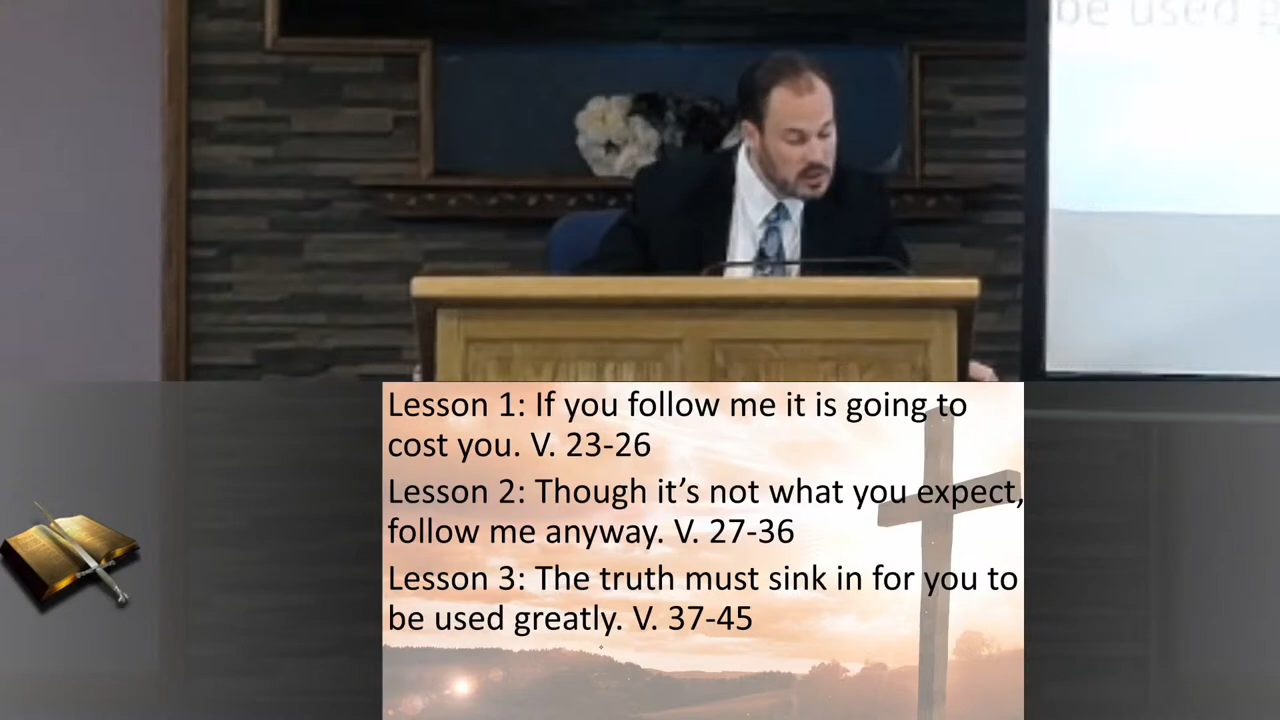 be used g
Lesson 1: If you follow me it is going to
cost you. V. 23-26
Lesson 2: Though it’s not what you expect,
follow me anyway. V. 27-36
Lesson 3: The truth must sink in for you to
be used greatly. V. 37-45